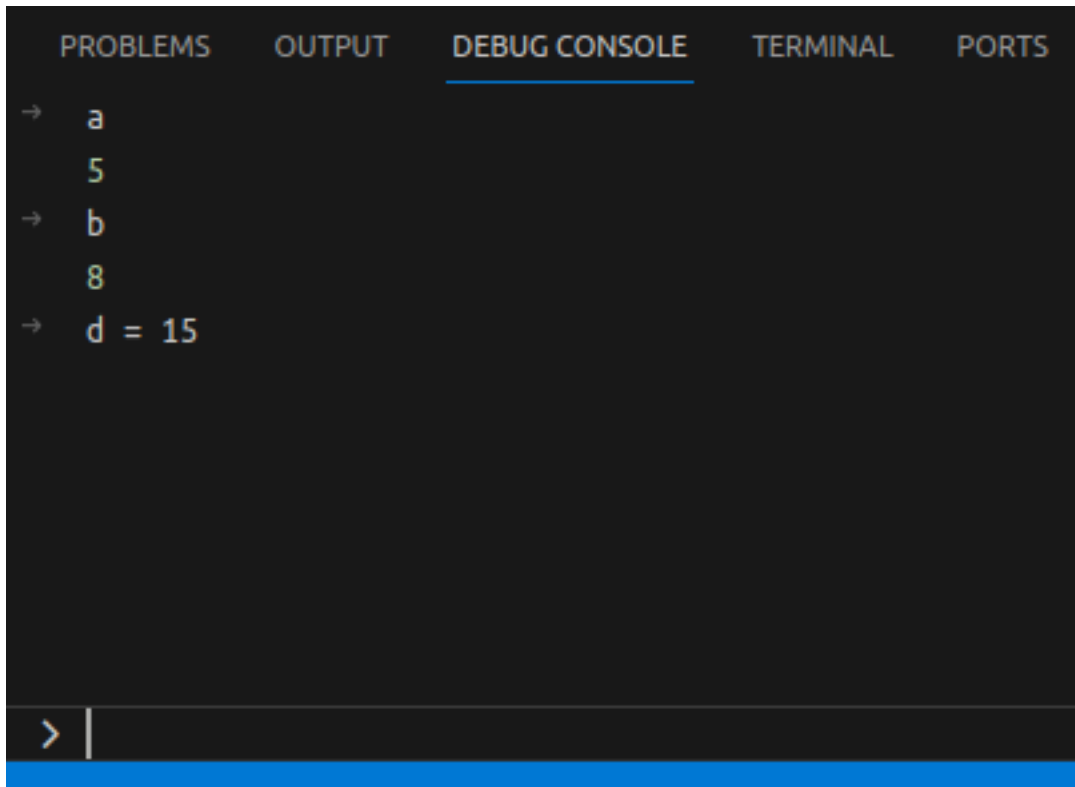 PROBLEMS OUTPUT DEBUG CONSOLE TERMINAL PORTS
→ a
5
→ b
8
→ d = 15
>